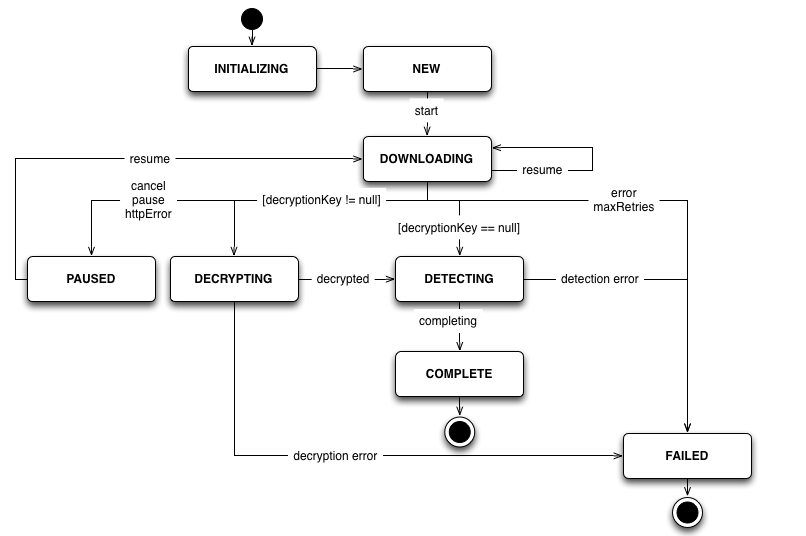 INITIALIZING
NEW
start
DOWNLOADING
resume
resume
cancel
pause
httpError
[decryptionKey != null]
error
maxRetries
[decryptionKey == null]
PAUSED
DECRYPTING
decrypted
DETECTING
detection error
completing
COMPLETE
decryption error
FAILED